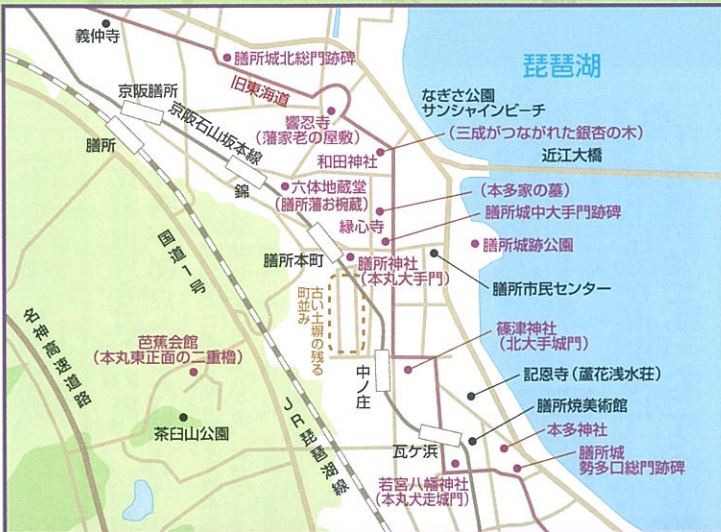 義仲寺
膳所城北総門跡碑
旧東海道
琵琶湖
京阪膳所
京阪石山坂本線
響忍寺
(藩家老の屋敷)
なぎさ公園
サンシャインビーチ
(三成がつながれた銀杏の木)
膳所
和田神社
近江大橋
錦
六体地蔵堂
(膳所藩お椀蔵)
(本多家の墓)
縁心寺
膳所城中大手門跡碑
膳所城跡公園
国道1号
膳所本町
膳所神社
(本丸大手門)
膳所市民センター
古い土塀の残る
町並み
名神高速道路
芭蕉会館
(本丸東正面の二重櫓)
篠津神社
(北大手城門)
中ノ庄
記恩寺(蘆花浅水荘)
茶臼山公園
JR琵琶湖線
膳所焼美術館
瓦ケ浜
本多神社
膳所城
勢多口総門跡碑
若宮八幡神社
(本丸犬走城門)